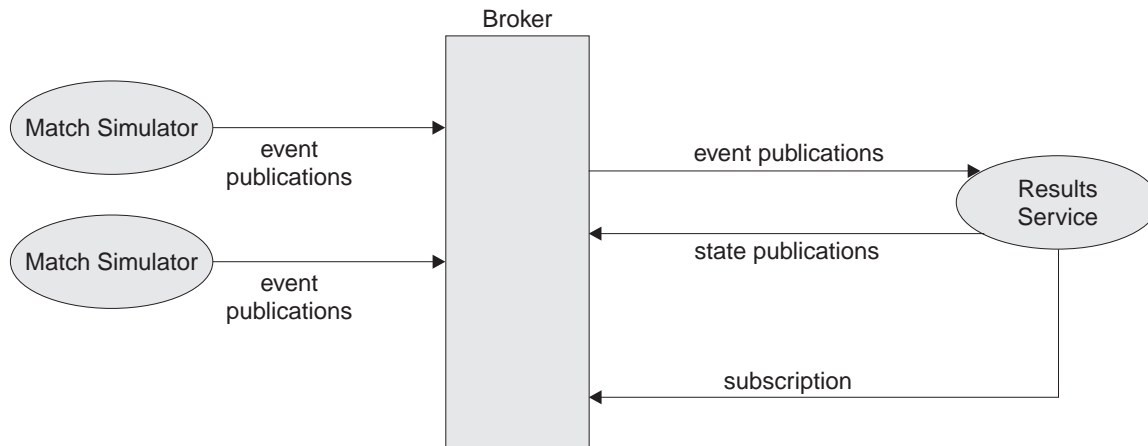 Broker
Match Simulator
event
publications
event publications
Results
Service
state publications
Match Simulator
event
publications
subscription